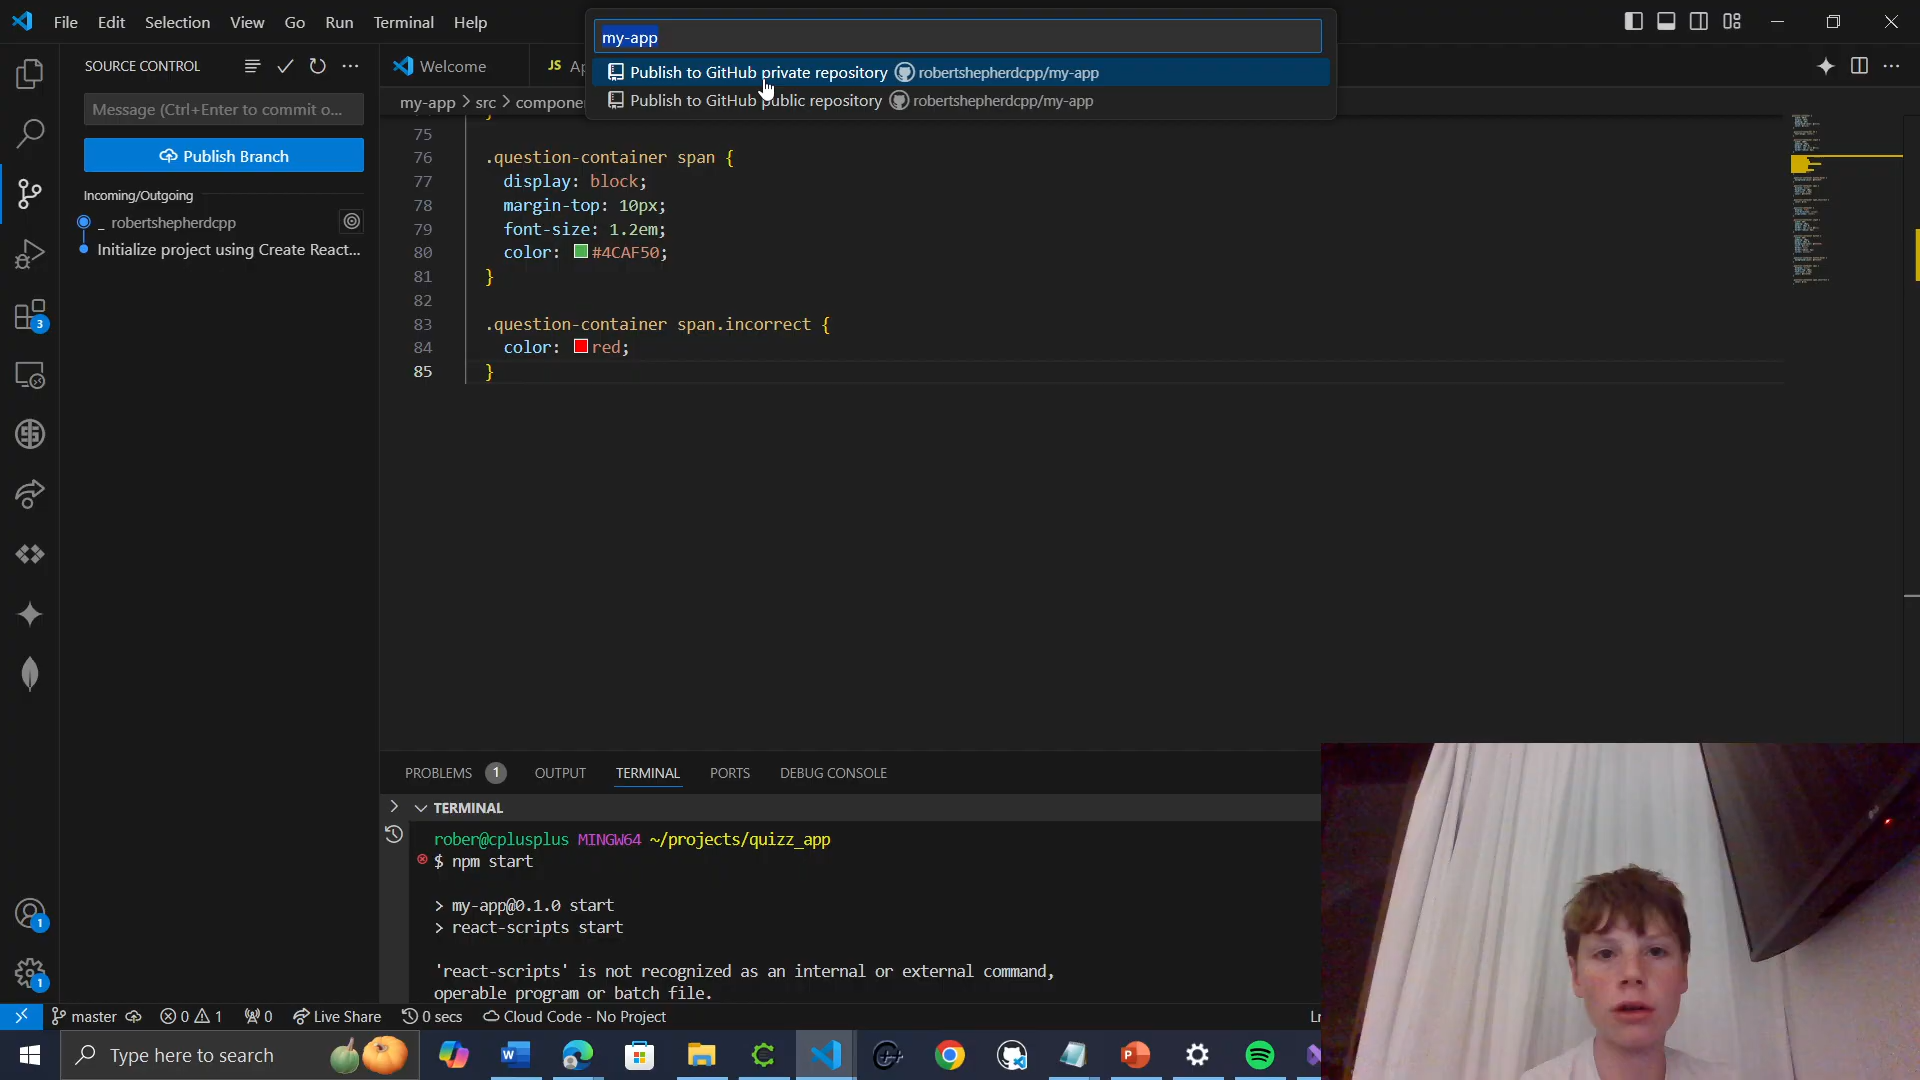 File Edit Selection View Go Run Terminal Help
my-app
Publish to GitHub private repository robertshepherdcpp/my-app
Publish to GitHub public repository robertshepherdcpp/my-app
SOURCE CONTROL
Message (Ctrl+Enter to commit o...
Publish Branch
Incoming/Outgoing
_ robertshepherdcpp
Initialize project using Create React...
3
1
1
Welcome
JS Ap
my-app > src > compone
75
76 .question-container span {
77 display: block;
78 margin-top: 10px;
79 font-size: 1.2em;
80 color: #4CAF50;
81 }
82
83 .question-container span.incorrect {
84 color: red;
85 }
PROBLEMS 1 OUTPUT TERMINAL PORTS DEBUG CONSOLE
TERMINAL
rober@cplusplus MINGW64 ~/projects/quizz_app
$ npm start
> my-app@0.1.0 start
> react-scripts start
'react-scripts' is not recognized as an internal or external command,
operable program or batch file.
master 0 1 0 Live Share 0 secs Cloud Code - No Project
Type here to search